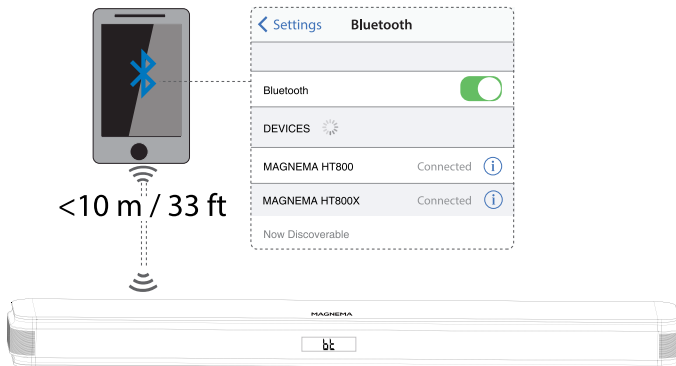 Settings Bluetooth
Bluetooth
DEVICES
MAGNEMA HT800 Connected i
MAGNEMA HT800X Connected i
Now Discoverable
<10 m / 33 ft
MAGNEMA
bt